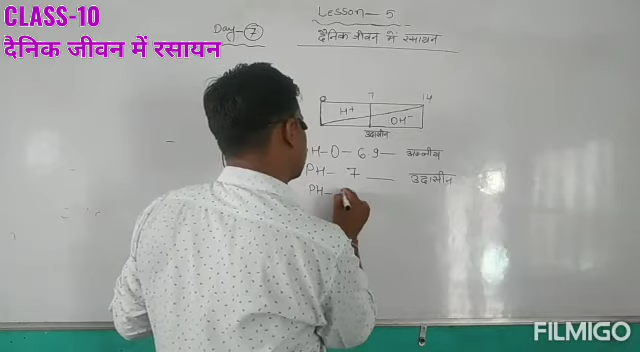 CLASS-10
दैनिक जीवन में रसायन
Lesson- 5
Day- 7
दैनिक जीवन में रसायन
0 7 14
H+ OH-
उदासीन
PH- 0 - 6.9 - अम्लीय
PH- 7 - उदासीन
PH-
FILMIGO